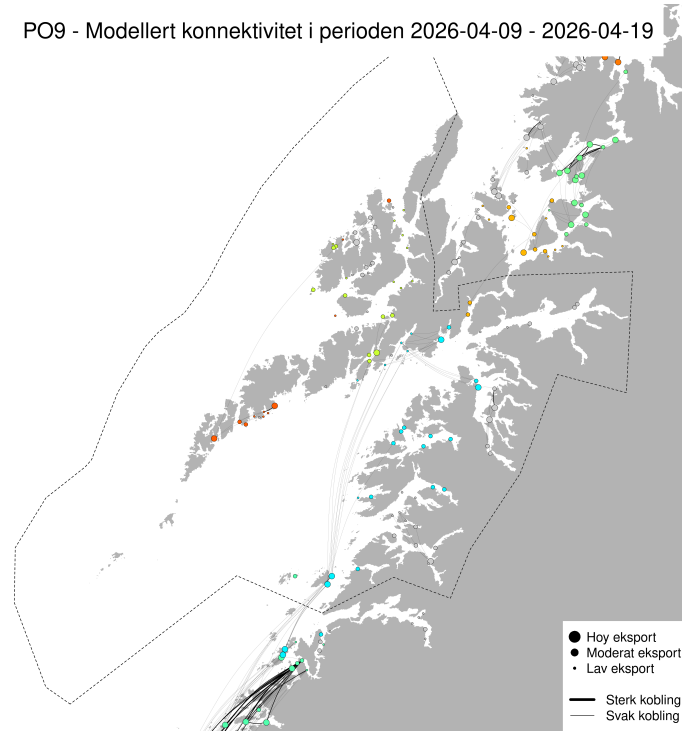 PO9 - Modellert konnektivitet i perioden 2026-04-09 - 2026-04-19
Hoy eksport
Moderat eksport
Lav eksport
Sterk kobling
Svak kobling